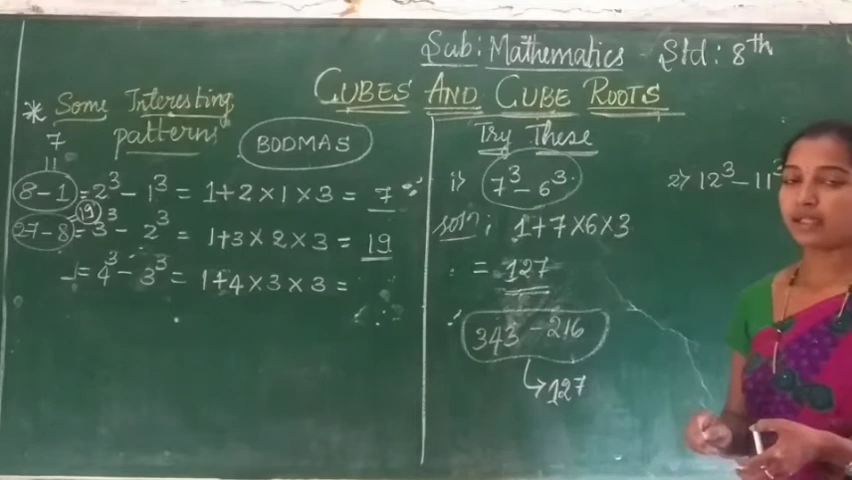 Sub: Mathematics - Std: 8th
CUBES AND CUBE ROOTS
* Some Interesting
patterns
BODMAS
7
||
8-1 = 2³ - 1³ = 1+2×1×3 = 7
19
27-8 = 3³ - 2³ = 1+3×2×3 = 19
= 4³ - 3³ = 1+4×3×3 =
Try These
1) 7³ - 6³
soln: 1+7×6×3
= 127
∴ 343 - 216
↳ 127
2) 12³ - 11³